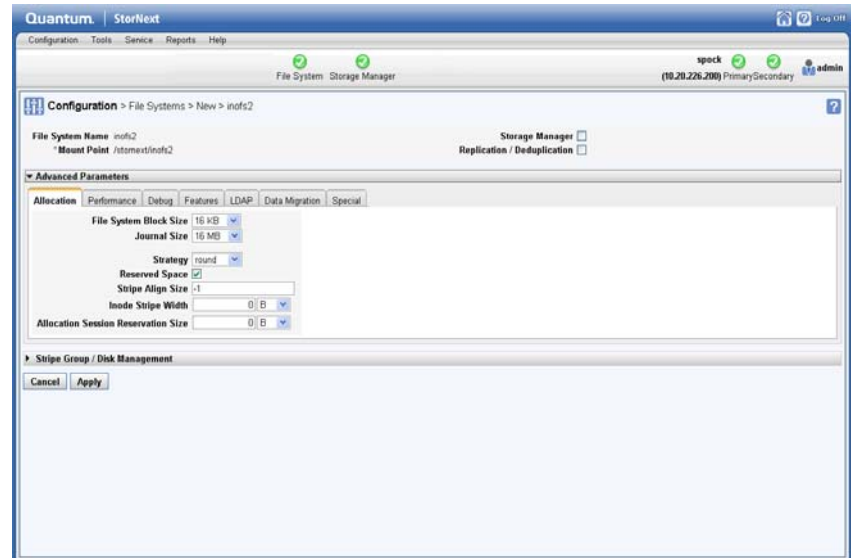 Quantum. StorNext Log Off
Configuration Tools Service Reports Help
File System Storage Manager
spock
(10.20.226.200) Primary Secondary admin
Configuration > File Systems > New > inofs2 ?
File System Name inofs2
Storage Manager
*Mount Point /stornext/inofs2
Replication / Deduplication
Advanced Parameters
Allocation Performance Debug Features LDAP Data Migration Special
File System Block Size 16 KB
Journal Size 16 MB
Strategy round
Reserved Space
Stripe Align Size -1
Inode Stripe Width 0 B
Allocation Session Reservation Size 0 B
Stripe Group / Disk Management
Cancel Apply